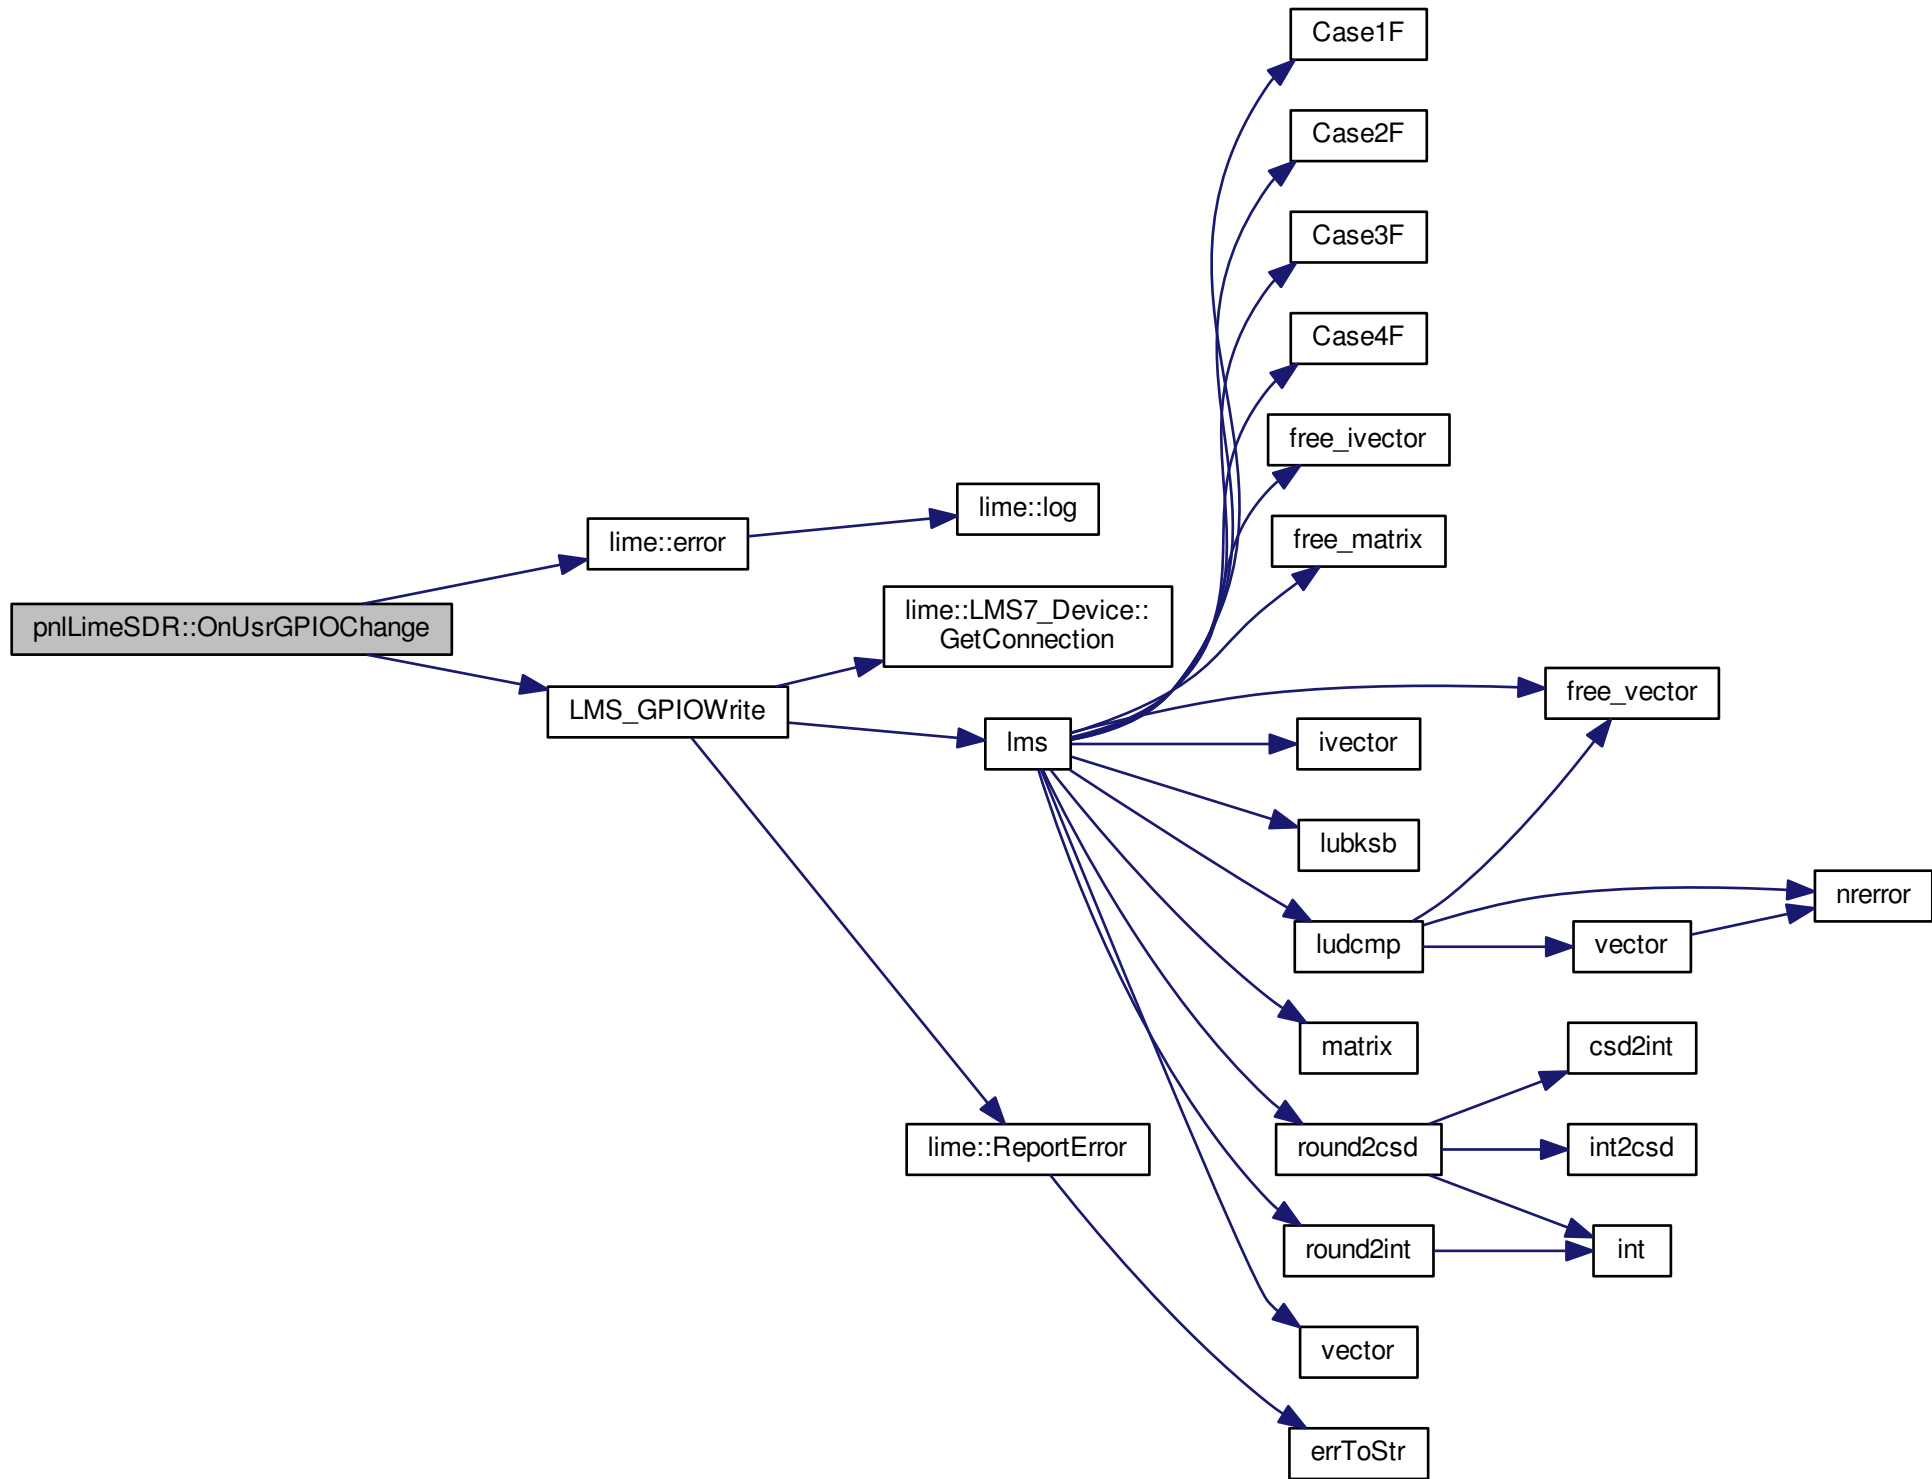 Case1F
Case2F
Case3F
Case4F
free_ivector
lime::log
free_matrix
lime::error
lime::LMS7_Device::
GetConnection
pnlLimeSDR::OnUsrGPIOChange
free_vector
LMS_GPIOWrite
lms
ivector
lubksb
nrerror
ludcmp
vector
matrix
csd2int
lime::ReportError
round2csd
int2csd
round2int
int
vector
errToStr